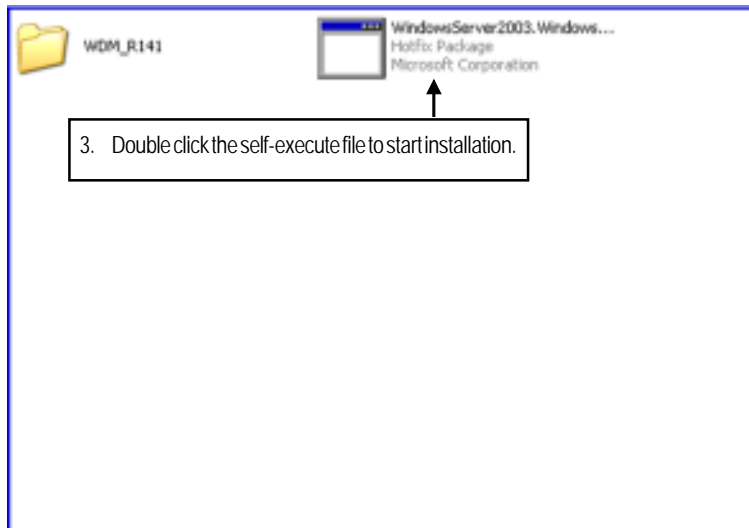 WDM_R141
WindowsServer2003.Windows...
Hotfix Package
Microsoft Corporation
3. Double click the self-execute file to start installation.